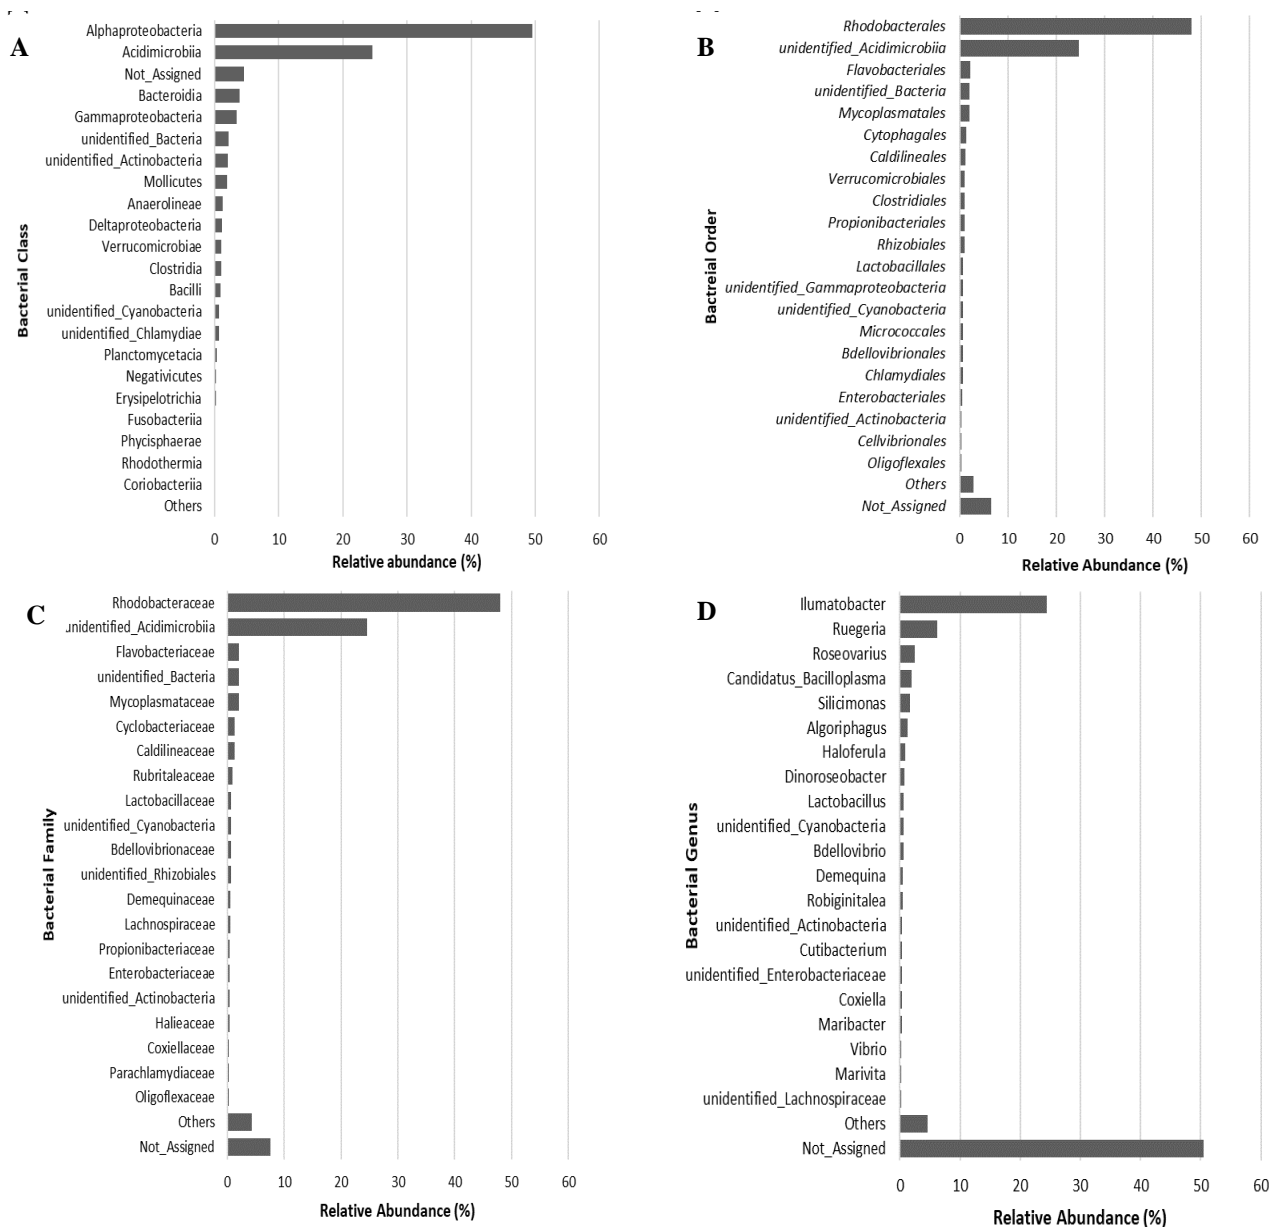 A
Alphaproteobacteria
Acidimicrobiia
Not_Assigned
Bacteroidia
Gammaproteobacteria
unidentified_Bacteria
unidentified_Actinobacteria
Mollicutes
Anaerolineae
Deltaproteobacteria
Verrucomicrobiae
Clostridia
Bacilli
unidentified_Cyanobacteria
unidentified_Chlamydiae
Planctomycetacia
Negativicutes
Erysipelotrichia
Fusobacteriia
Phycisphaerae
Rhodothermia
Coriobacteriia
Others
Bacterial Class
0 10 20 30 40 50 60
Relative abundance (%)
B
Rhodobacterales
unidentified_Acidimicrobiia
Flavobacteriales
unidentified_Bacteria
Mycoplasmatales
Cytophagales
Caldilineales
Verrucomicrobiales
Clostridiales
Propionibacteriales
Rhizobiales
Lactobacillales
unidentified_Gammaproteobacteria
unidentified_Cyanobacteria
Micrococcales
Bdellovibrionales
Chlamydiales
Enterobacteriales
unidentified_Actinobacteria
Cellvibrionales
Oligoflexales
Others
Not_Assigned
Bactreial Order
0 10 20 30 40 50 60
Relative Abundance (%)
C
Rhodobacteraceae
unidentified_Acidimicrobiia
Flavobacteriaceae
unidentified_Bacteria
Mycoplasmataceae
Cyclobacteriaceae
Caldilineaceae
Rubritaleaceae
Lactobacillaceae
unidentified_Cyanobacteria
Bdellovibrionaceae
unidentified_Rhizobiales
Demequinaceae
Lachnospiraceae
Propionibacteriaceae
Enterobacteriaceae
unidentified_Actinobacteria
Halieaceae
Coxiellaceae
Parachlamydiaceae
Oligoflexaceae
Others
Not_Assigned
Bacterial Family
0 10 20 30 40 50 60
Relative Abundance (%)
D
Ilumatobacter
Ruegeria
Roseovarius
Candidatus_Bacilloplasma
Silicimonas
Algoriphagus
Haloferula
Dinoroseobacter
Lactobacillus
unidentified_Cyanobacteria
Bdellovibrio
Demequina
Robiginitalea
unidentified_Actinobacteria
Cutibacterium
unidentified_Enterobacteriaceae
Coxiella
Maribacter
Vibrio
Marivita
unidentified_Lachnospiraceae
Others
Not_Assigned
Bacterial Genus
0 10 20 30 40 50 60
Relative Abundance (%)